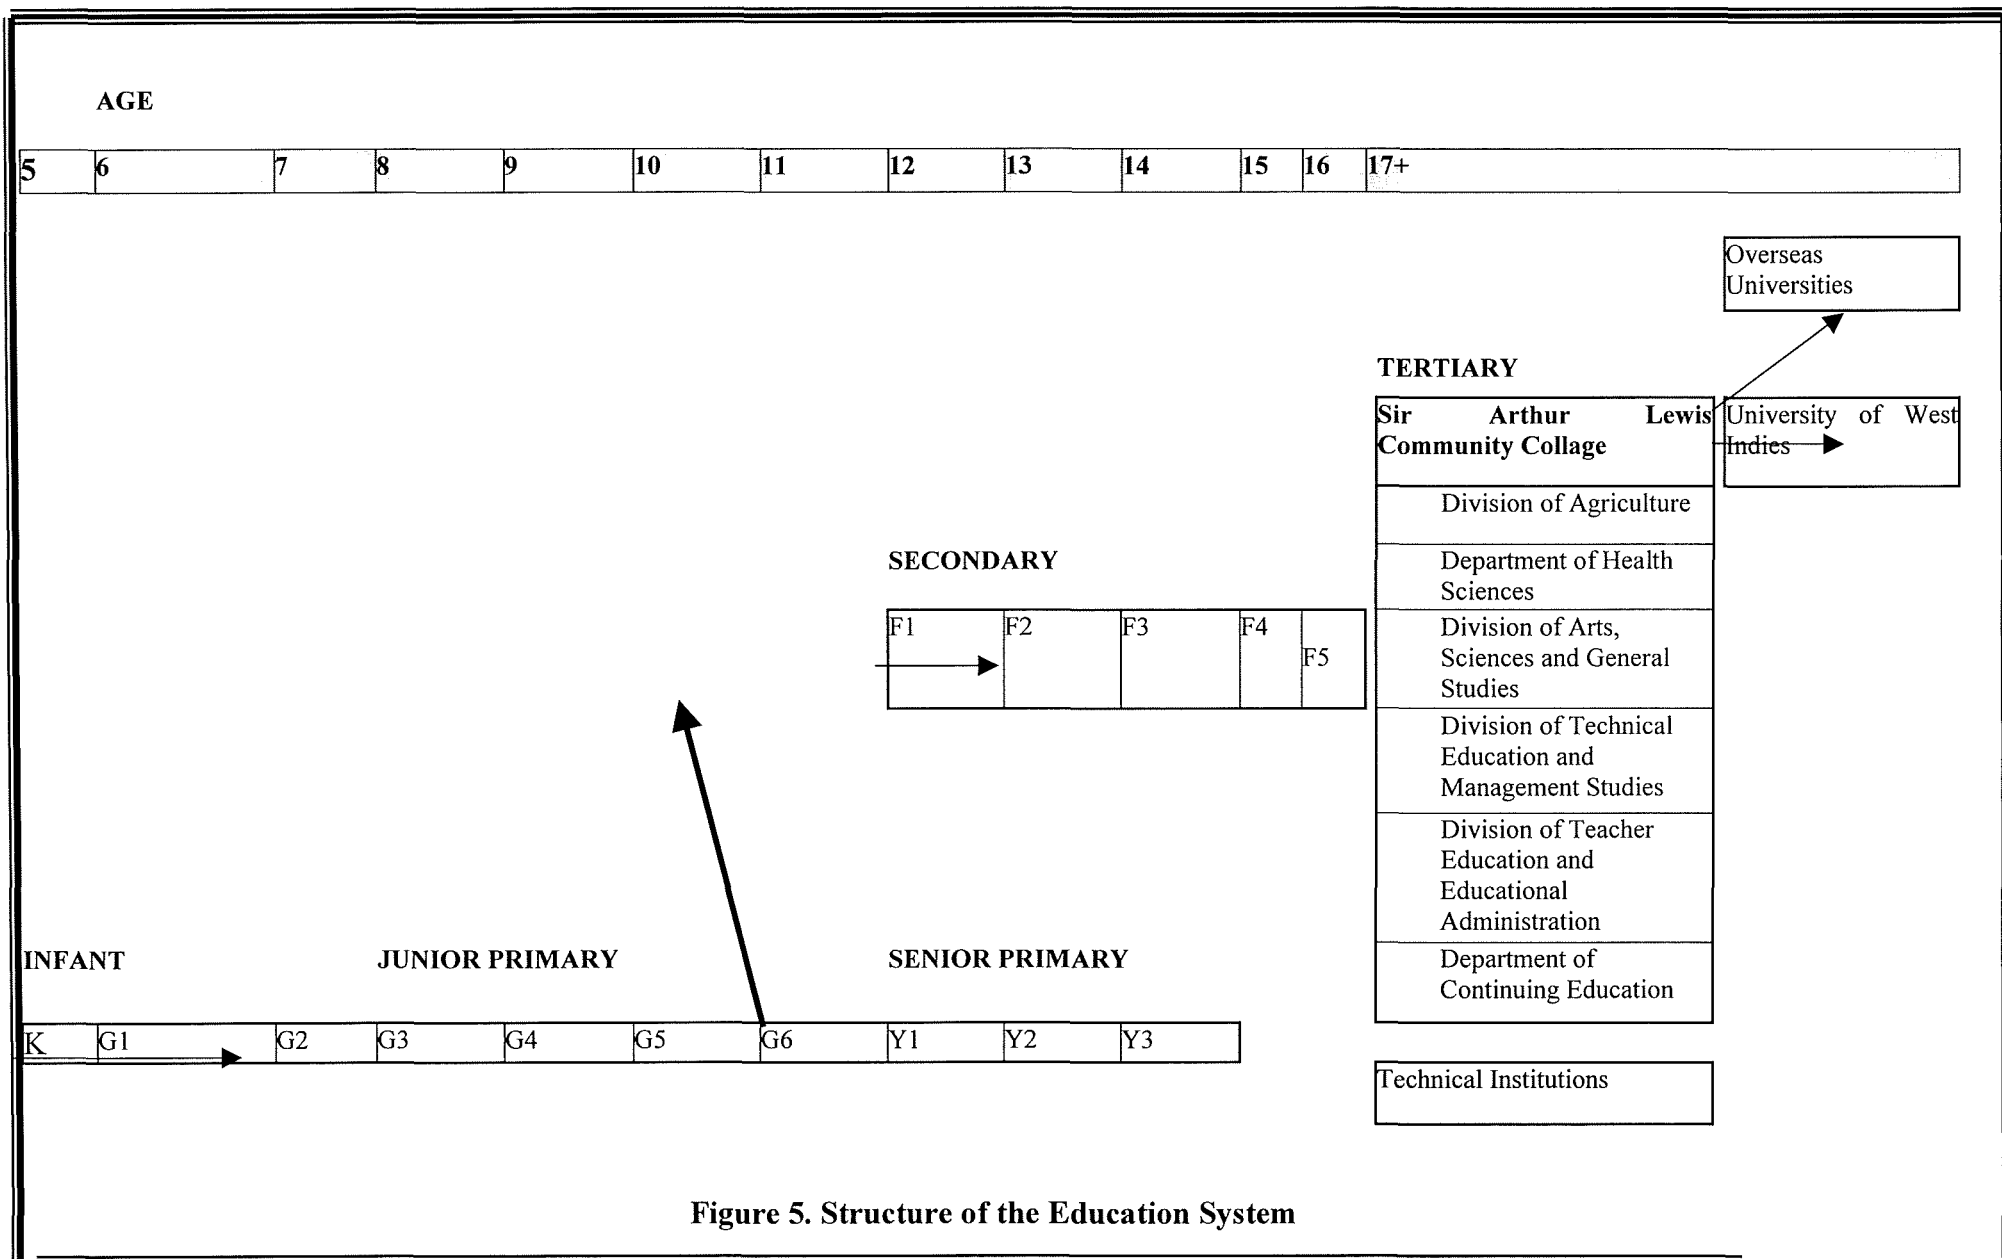 AGE
5 6 7 8 9 10 11 12 13 14 15 16 17+
Overseas
Universities
TERTIARY
Sir Arthur Lewis
Community Collage
University of West
Indies
Division of Agriculture
SECONDARY
Department of Health
Sciences
F1 F2 F3 F4
F5
Division of Arts,
Sciences and General
Studies
Division of Technical
Education and
Management Studies
Division of Teacher
Education and
Educational
Administration
INFANT JUNIOR PRIMARY SENIOR PRIMARY
Department of
Continuing Education
K G1 G2 G3 G4 G5 G6 Y1 Y2 Y3
Technical Institutions
Figure 5. Structure of the Education System